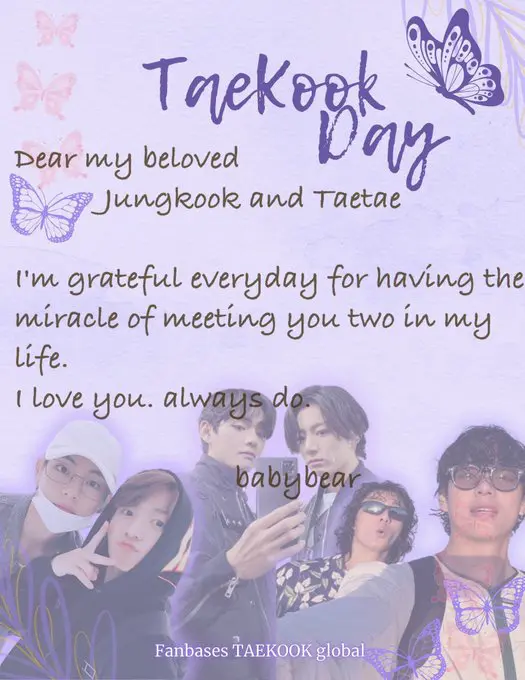 TaeKook
Day
Dear my beloved
Jungkook and Taetae
I'm grateful everyday for having the
miracle of meeting you two in my
life.
I love you. always do.
babybear
Fanbases TAEKOOK global